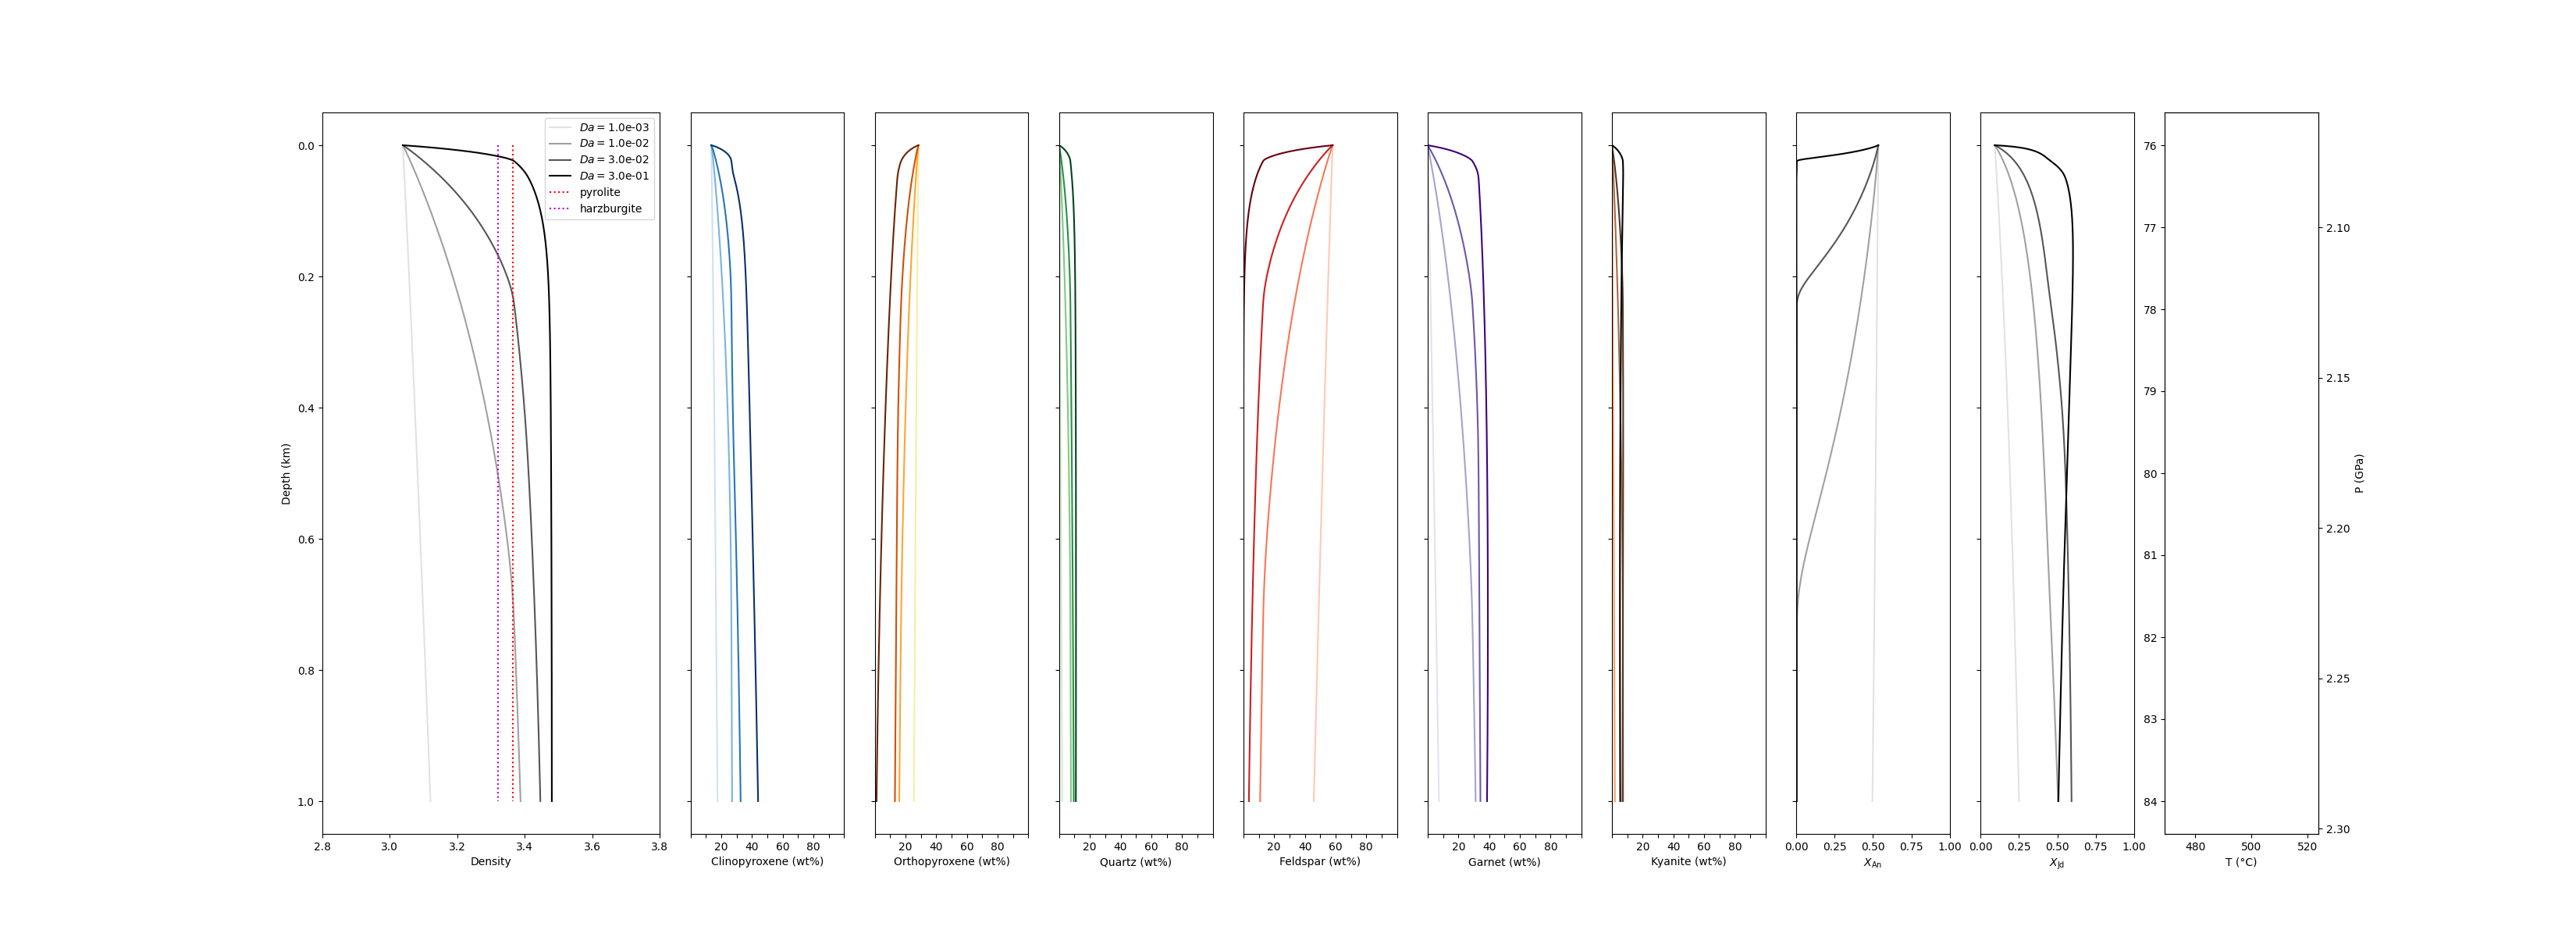 Da = 1.0e-03
Da = 1.0e-02
Da = 3.0e-02
Da = 3.0e-01
pyrolite
harzburgite
0.0
0.2
0.4
0.6
0.8
1.0
Depth (km)
2.8 3.0 3.2 3.4 3.6 3.8
Density
20 40 60 80
Clinopyroxene (wt%)
20 40 60 80
Orthopyroxene (wt%)
20 40 60 80
Quartz (wt%)
20 40 60 80
Feldspar (wt%)
20 40 60 80
Garnet (wt%)
20 40 60 80
Kyanite (wt%)
0.00 0.25 0.50 0.75 1.00
XAn
0.00 0.25 0.50 0.75 1.00
XJd
76
77
78
79
80
81
82
83
84
480 500 520
T (°C)
2.10
2.15
2.20
2.25
2.30
P (GPa)